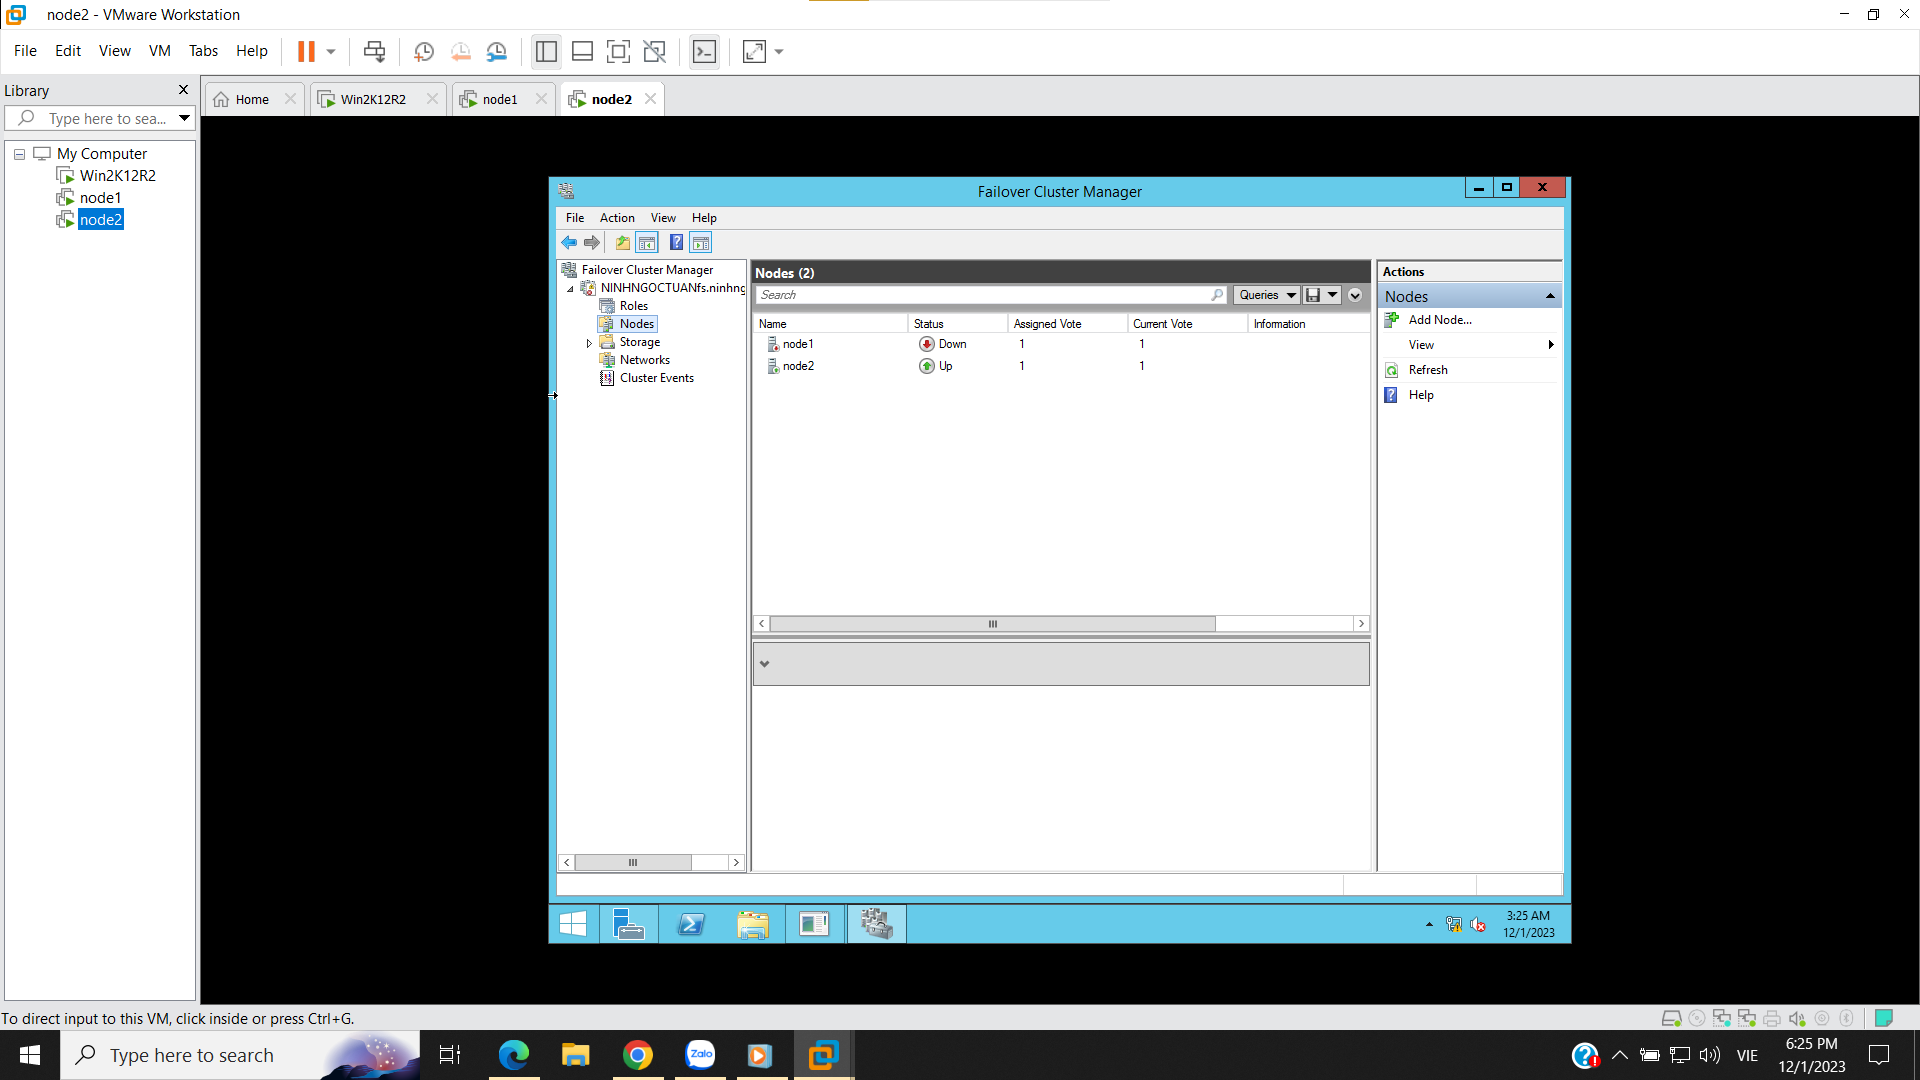 node2 - VMware Workstation
File Edit View VM Tabs Help
Library
Type here to sea...
Home
Win2K12R2
node1
node2
My Computer
Win2K12R2
node1
node2
Failover Cluster Manager
File Action View Help
Failover Cluster Manager
NINHNGOCTUANfs.ninhng
Roles
Nodes
Storage
Networks
Cluster Events
Nodes (2)
Search
Queries
Name Status Assigned Vote Current Vote Information
node1 Down 1 1
node2 Up 1 1
Actions
Nodes
Add Node...
View
Refresh
Help
3:25 AM
12/1/2023
To direct input to this VM, click inside or press Ctrl+G.
Type here to search
Zalo
VIE
6:25 PM
12/1/2023